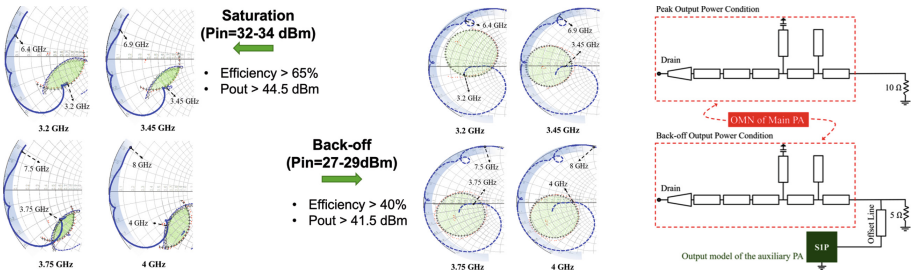 6.4 GHz
3.2 GHz
3.2 GHz
6.9 GHz
3.45 GHz
3.45 GHz
7.5 GHz
3.75 GHz
3.75 GHz
8 GHz
4 GHz
4 GHz
Saturation
(Pin=32-34 dBm)
• Efficiency > 65%
• Pout > 44.5 dBm
Back-off
(Pin=27-29dBm)
• Efficiency > 40%
• Pout > 41.5 dBm
6.4 GHz
3.2 GHz
3.2 GHz
6.9 GHz
3.45 GHz
3.45 GHz
7.5 GHz
3.75 GHz
3.75 GHz
8 GHz
4 GHz
4 GHz
Peak Output Power Condition
Drain
10 Ω
OMN of Main PA
Back-off Output Power Condition
Drain
5 Ω
Offset Line
S1P
Output model of the auxiliary PA